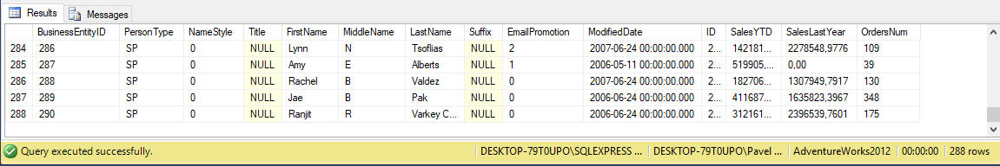 Results Messages
BusinessEntityID PersonType NameStyle Title FirstName MiddleName LastName Suffix EmailPromotion ModifiedDate ID SalesYTD SalesLastYear OrdersNum
284 286 SP 0 NULL Lynn N Tsoflias NULL 2 2007-06-24 00:00:00.000 2... 142181... 2278548,9776 109
285 287 SP 0 NULL Amy E Alberts NULL 1 2006-05-11 00:00:00.000 2... 519905,... 0,00 39
286 288 SP 0 NULL Rachel B Valdez NULL 0 2007-06-24 00:00:00.000 2... 182706... 1307949,7917 130
287 289 SP 0 NULL Jae B Pak NULL 0 2006-06-24 00:00:00.000 2... 411687... 1635823,3967 348
288 290 SP 0 NULL Ranjit R Varkey C... NULL 0 2006-06-24 00:00:00.000 2... 312161... 2396539,7601 175
Query executed successfully. DESKTOP-79T0UPO\SQLEXPRESS ... DESKTOP-79T0UPO\Pavel ... AdventureWorks2012 00:00:00 288 rows